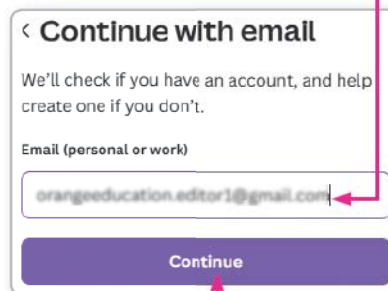 < Continue with email
We'll check if you have an account, and help
create one if you don't.
Email (personal or work)
orangeeducation.editor1@gmail.com
Continue